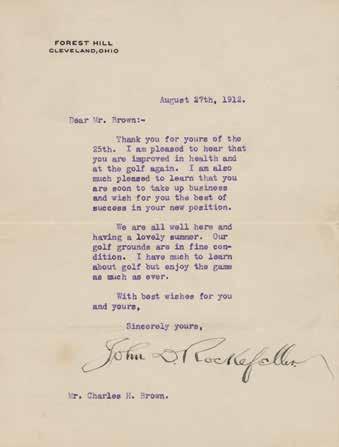 FOREST HILL
CLEVELAND, OHIO
August 27th, 1912.
Dear Mr. Brown:-
Thank you for yours of the
25th. I am pleased to hear that
you are improved in health and
at the golf again. I am also
much pleased to learn that you
are soon to take up business
and wish for you the best of
success in your new position.
We are all well here and
having a lovely summer. Our
golf grounds are in fine con-
dition. I have much to learn
about golf but enjoy the game
as much as ever.
With best wishes for you
and yours,
Sincerely yours,
John D. Rockefeller
Mr. Charles H. Brown.